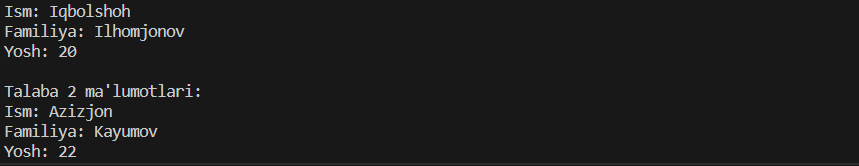 Ism: Iqbolshoh
Familiya: Ilhomjonov
Yosh: 20
Talaba 2 ma'lumotlari:
Ism: Azizjon
Familiya: Kayumov
Yosh: 22